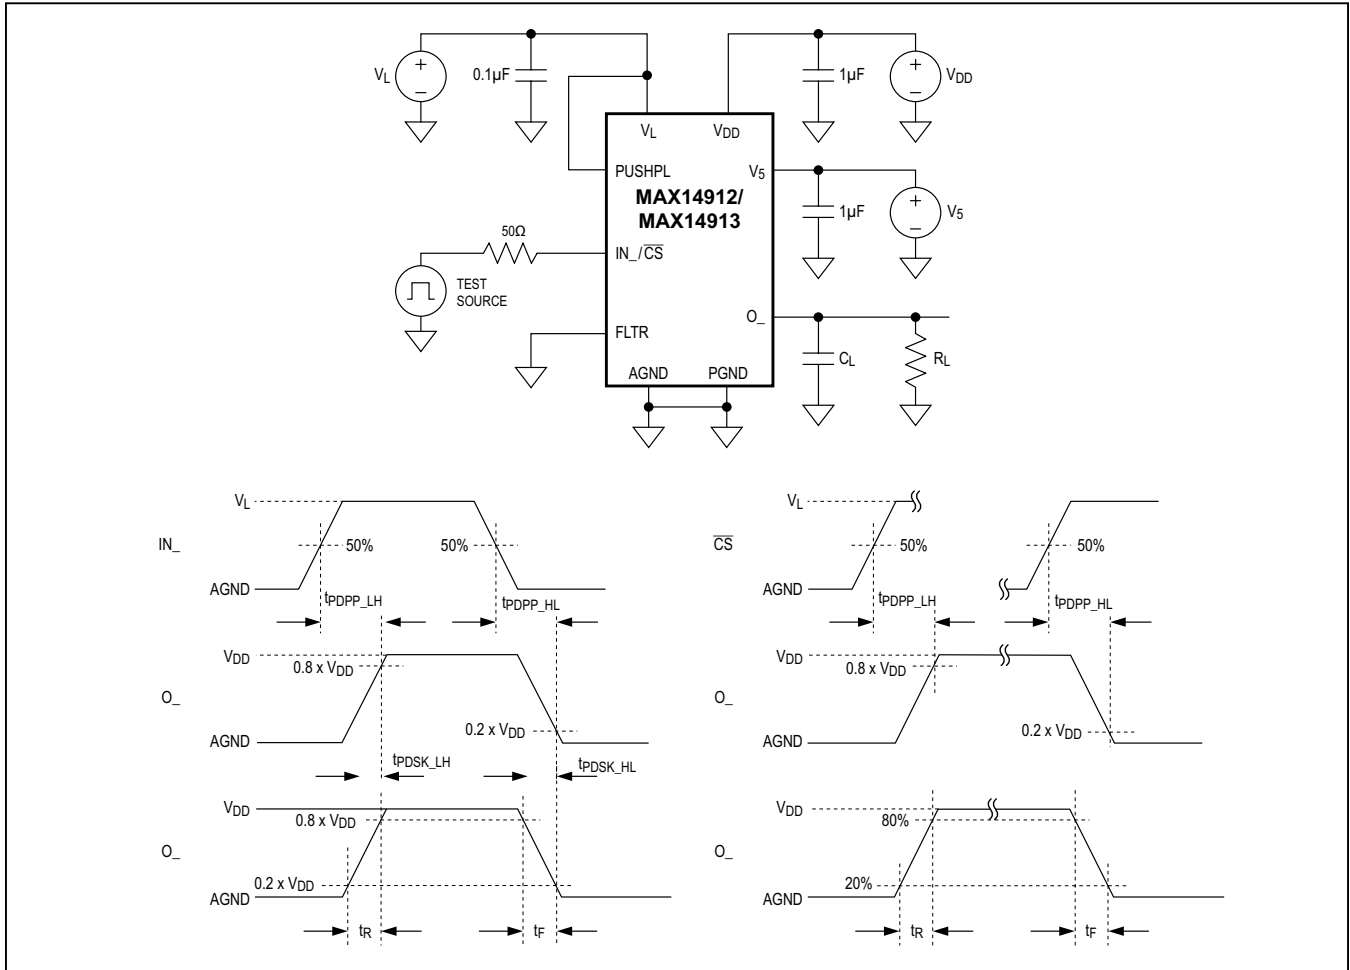 VL
0.1µF
1µF
VDD
VL
VDD
PUSHPL
V5
MAX14912/
MAX14913
1µF
V5
50Ω
IN_/CS
TEST
SOURCE
O_
FLTR
CL
RL
AGND
PGND
VL
IN_
50%
50%
AGND
tPDPP_LH
tPDPP_HL
VDD
0.8 x VDD
O_
0.2 x VDD
AGND
tPDSK_LH
tPDSK_HL
VDD
0.8 x VDD
O_
0.2 x VDD
AGND
tR
tF
VL
CS
50%
50%
AGND
tPDPP_LH
tPDPP_HL
VDD
0.8 x VDD
O_
0.2 x VDD
AGND
VDD
80%
O_
20%
AGND
tR
tF